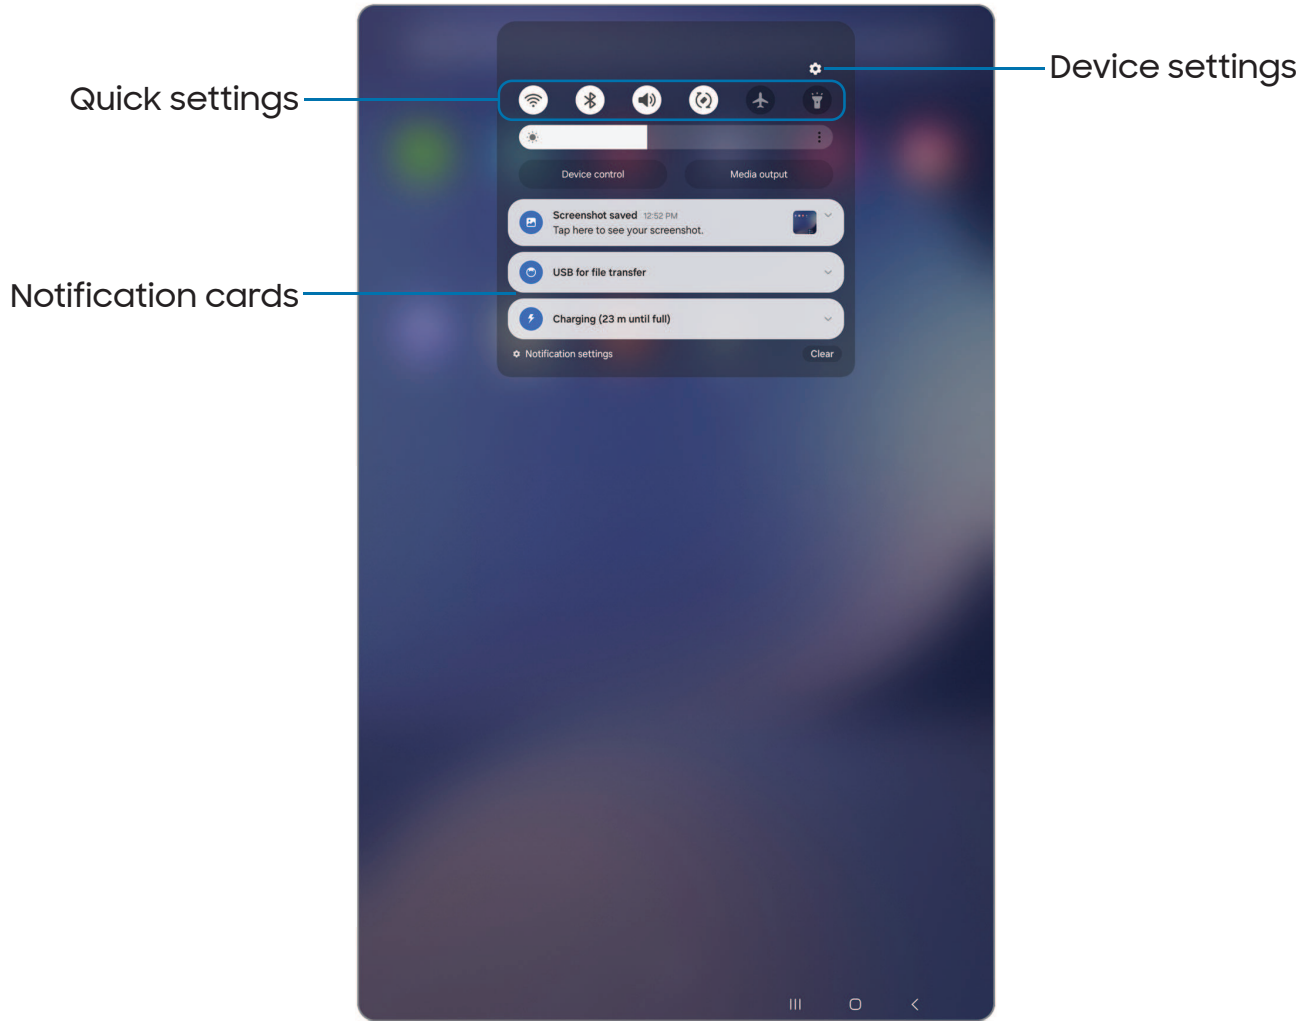 Device settings
Quick settings
Device control
Media output
Screenshot saved 12:52 PM
Tap here to see your screenshot.
USB for file transfer
Notification cards
Charging (23 m until full)
Notification settings
Clear